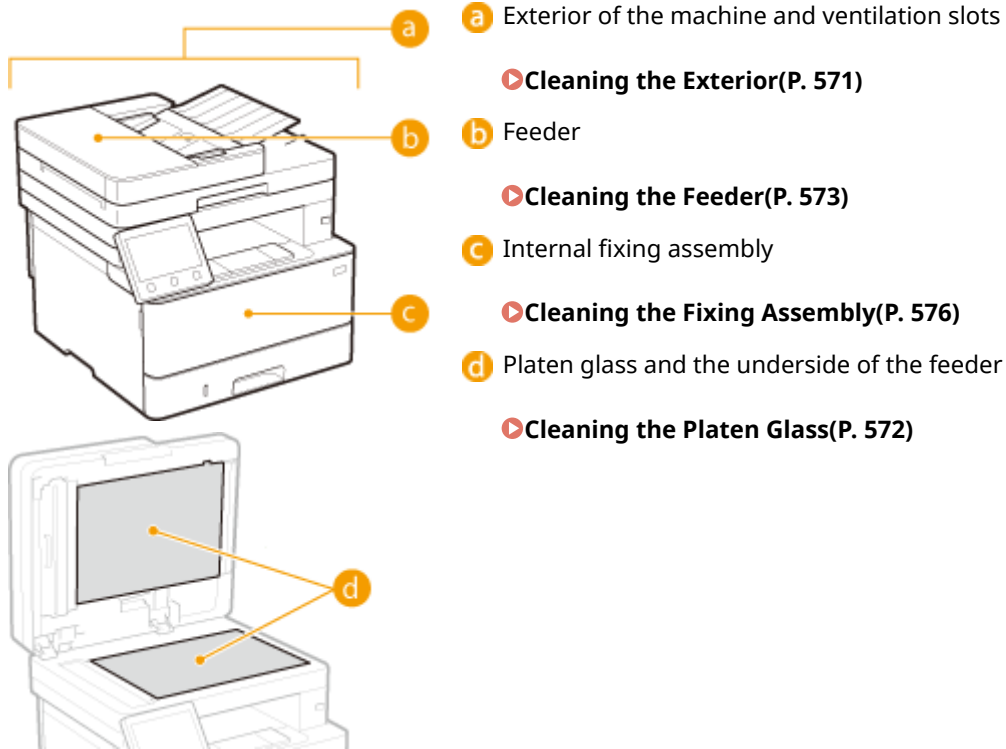 a Exterior of the machine and ventilation slots
Cleaning the Exterior(P. 571)
b Feeder
Cleaning the Feeder(P. 573)
c Internal fixing assembly
Cleaning the Fixing Assembly(P. 576)
d Platen glass and the underside of the feeder
Cleaning the Platen Glass(P. 572)
a
b
c
d